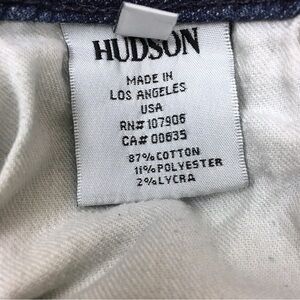 HUDSON
MADE IN
LOS ANGELES
USA
RN#107906
CA#00635
87% COTTON
11% POLYESTER
2% LYCRA